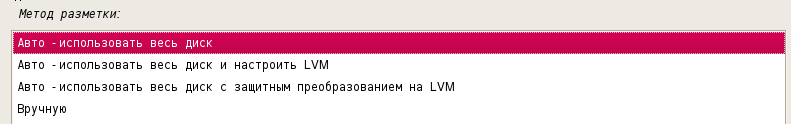 Метод разметки:
Авто - использовать весь диск
Авто - использовать весь диск и настроить LVM
Авто - использовать весь диск с защитным преобразованием на LVM
Вручную